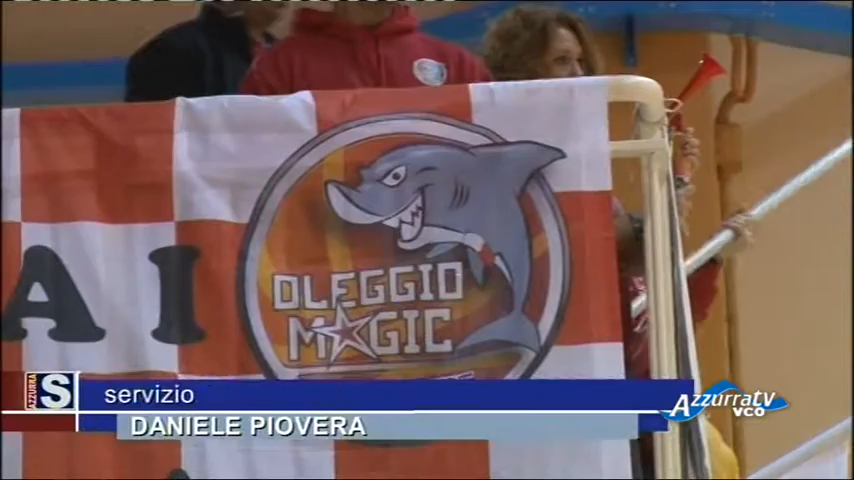 AI
OLEGGIO
MAGIC
AZZURRA
S
servizio
DANIELE PIOVERA
Azzurratv
VCO